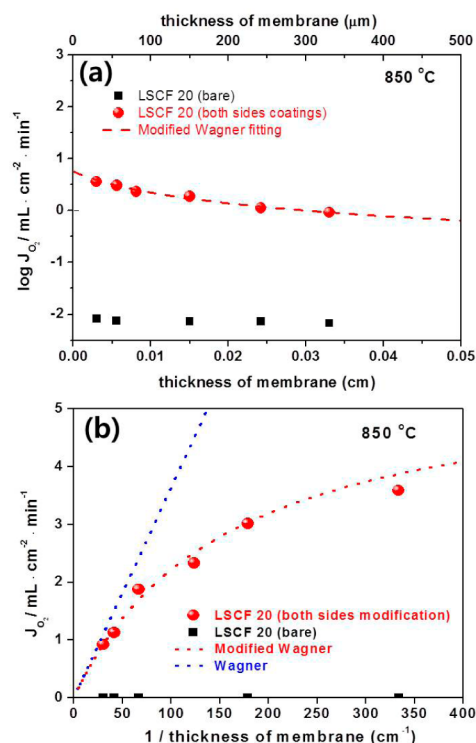 thickness of membrane (μm)
0 100 200 300 400 500
(a)
850 °C
LSCF 20 (bare)
LSCF 20 (both sides coatings)
Modified Wagner fitting
log J O₂ / mL · cm⁻² · min⁻¹
3
2
1
0
-1
-2
0.00 0.01 0.02 0.03 0.04 0.05
thickness of membrane (cm)
(b)
850 °C
J O₂ / mL · cm⁻² · min⁻¹
5
4
3
2
1
0
LSCF 20 (both sides modification)
LSCF 20 (bare)
Modified Wagner
Wagner
0 50 100 150 200 250 300 350 400
1 / thickness of membrane (cm⁻¹)